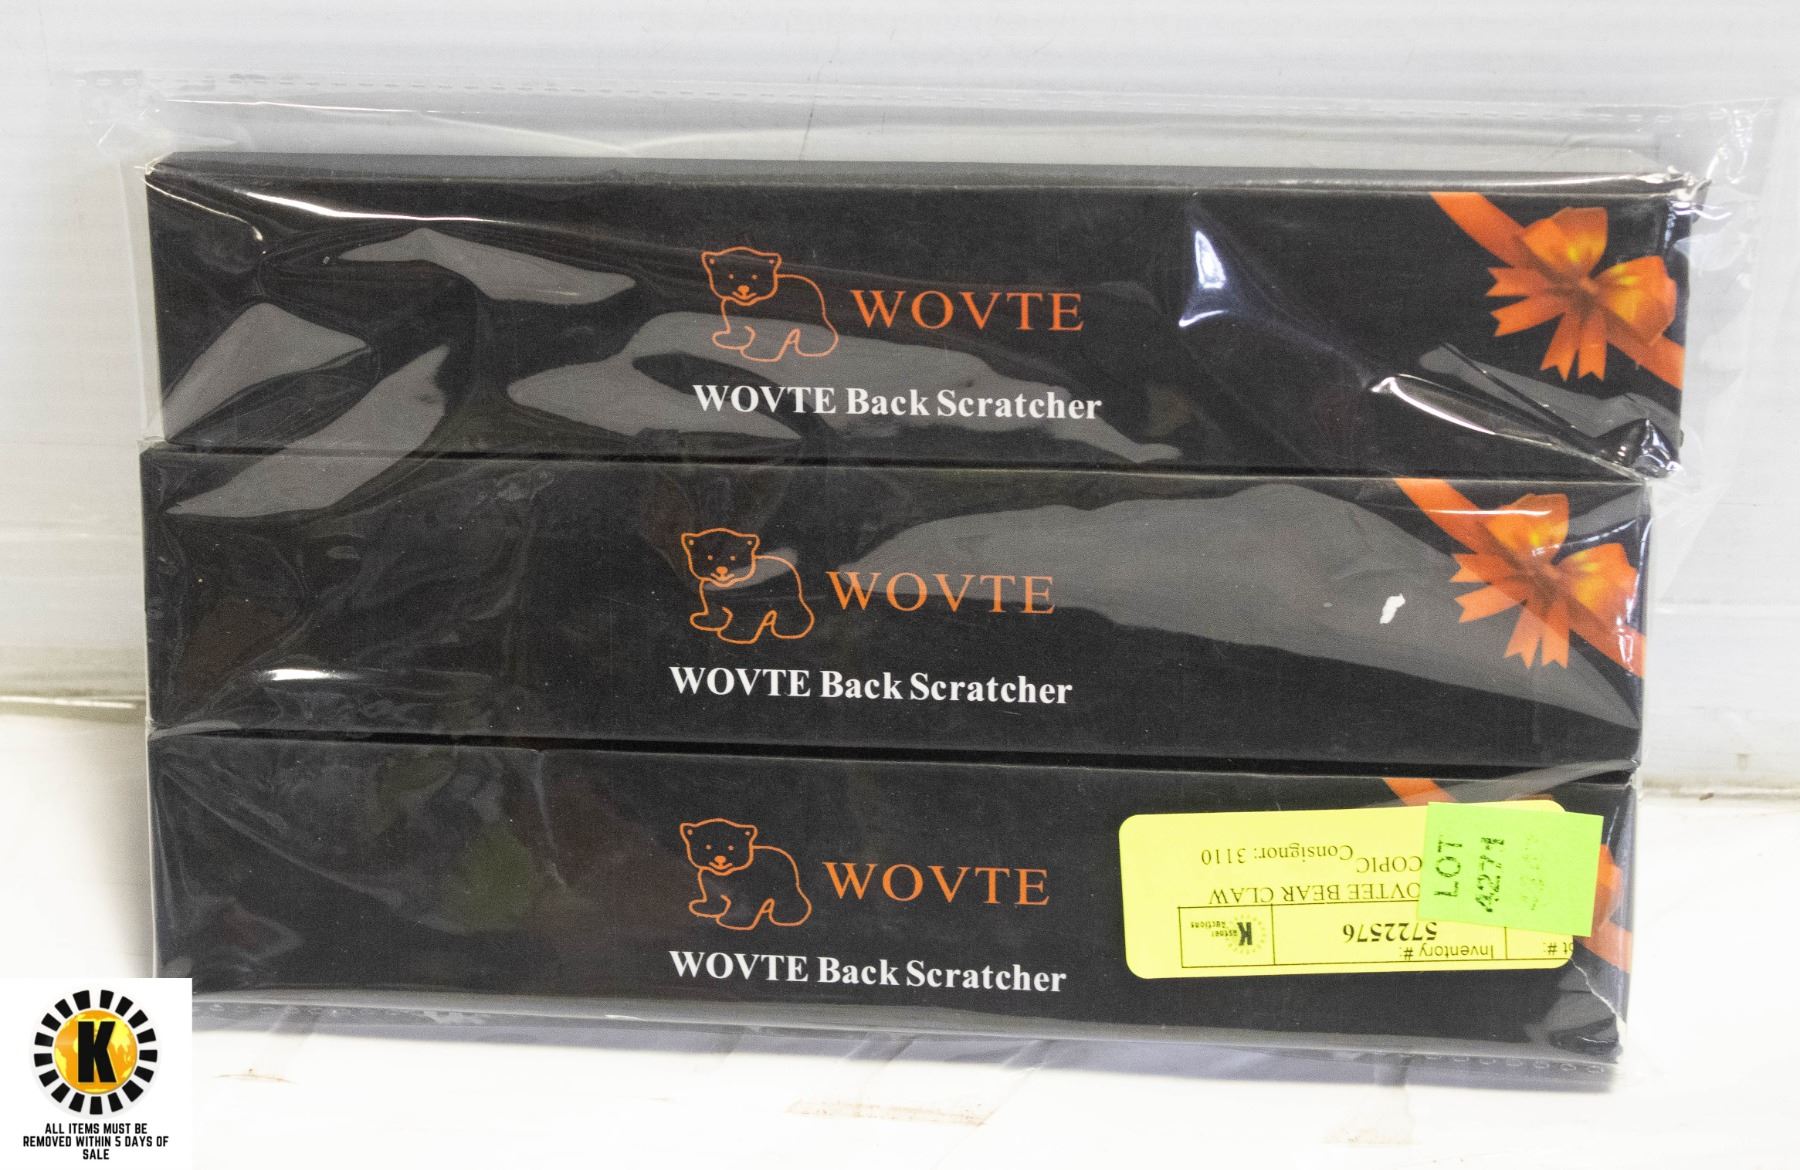 WOVTE
WOVTE Back Scratcher
WOVTE
WOVTE Back Scratcher
WOVTE
WOVTE Back Scratcher
LOT
4271
Inventory #:
5722576
OVTEE BEAR CLAW
COPIC
Consignor: 3110
K
ALL ITEMS MUST BE
REMOVED WITHIN 5 DAYS OF
SALE